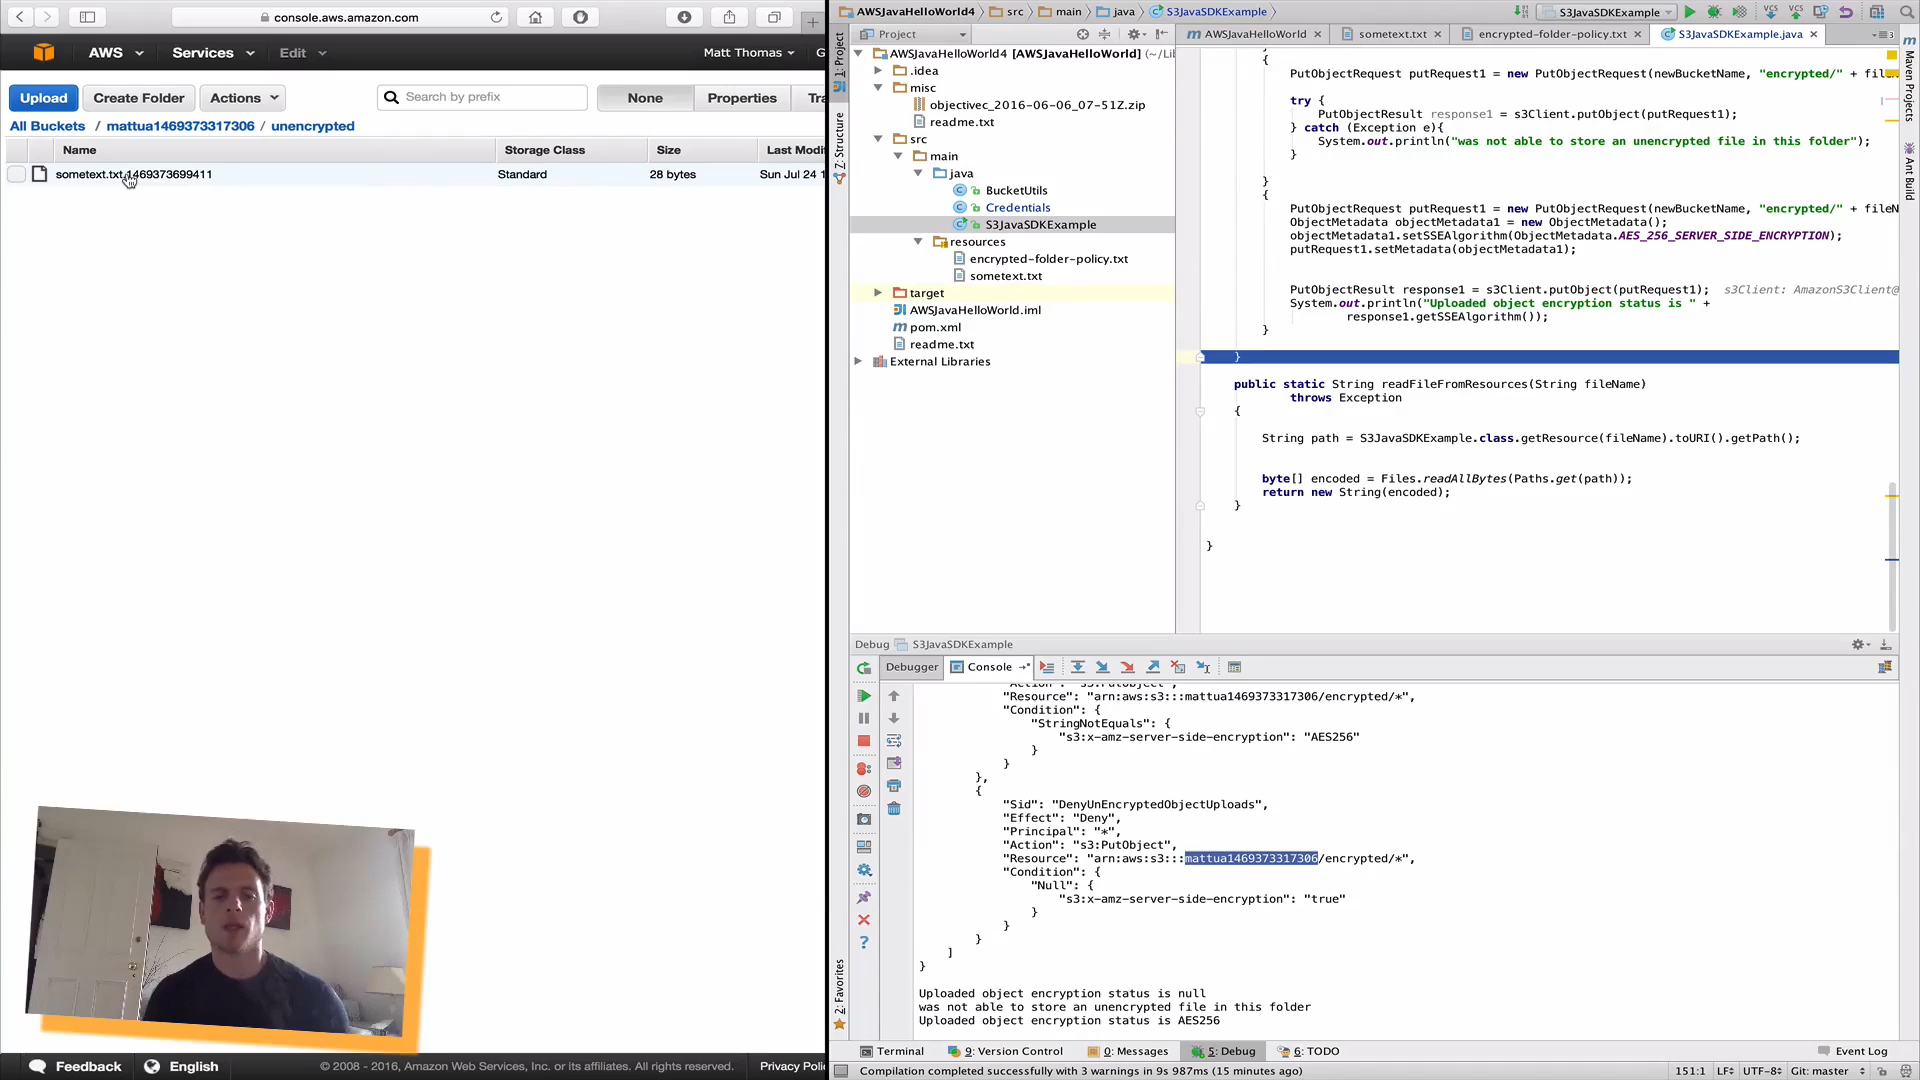 console.aws.amazon.com
AWS Services Edit Matt Thomas G
Upload Create Folder Actions Search by prefix None Properties Tra
All Buckets / mattua1469373317306 / unencrypted
Name Storage Class Size Last Modi
sometext.txt.1469373699411 Standard 28 bytes Sun Jul 24 1
Feedback English © 2008 - 2016, Amazon Web Services, Inc. or its affiliates. All rights reserved. Privacy Poli
AWSJavaHelloWorld4 src main java S3JavaSDKExample S3JavaSDKExample
Project
AWSJavaHelloWorld sometext.txt encrypted-folder-policy.txt S3JavaSDKExample.java
1: Project
Z: Structure
2: Favorites
Maven Projects
Ant Build
AWSJavaHelloWorld4 [AWSJavaHelloWorld] (~/Lil
.idea
misc
objectivec_2016-06-06_07-51Z.zip
readme.txt
src
main
java
BucketUtils
Credentials
S3JavaSDKExample
resources
encrypted-folder-policy.txt
sometext.txt
target
AWSJavaHelloWorld.iml
pom.xml
readme.txt
External Libraries
}
{
PutObjectRequest putRequest1 = new PutObjectRequest(newBucketName, "encrypted/" + fil
try {
PutObjectResult response1 = s3Client.putObject(putRequest1);
} catch (Exception e){
System.out.println("was not able to store an unencrypted file in this folder");
}
}
{
PutObjectRequest putRequest1 = new PutObjectRequest(newBucketName, "encrypted/" + fileN
ObjectMetadata objectMetadata1 = new ObjectMetadata();
objectMetadata1.setSSEAlgorithm(ObjectMetadata.AES_256_SERVER_SIDE_ENCRYPTION);
putRequest1.setMetadata(objectMetadata1);
PutObjectResult response1 = s3Client.putObject(putRequest1); s3Client: AmazonS3Client@
System.out.println("Uploaded object encryption status is " +
response1.getSSEAlgorithm());
}
}
public static String readFileFromResources(String fileName)
throws Exception
{
String path = S3JavaSDKExample.class.getResource(fileName).toURI().getPath();
byte[] encoded = Files.readAllBytes(Paths.get(path));
return new String(encoded);
}
}
Debug S3JavaSDKExample
Debugger Console
"Action": "s3:PutObject",
"Resource": "arn:aws:s3:::mattua1469373317306/encrypted/*",
"Condition": {
"StringNotEquals": {
"s3:x-amz-server-side-encryption": "AES256"
}
}
},
{
"Sid": "DenyUnEncryptedObjectUploads",
"Effect": "Deny",
"Principal": "*",
"Action": "s3:PutObject",
"Resource": "arn:aws:s3:::mattua1469373317306/encrypted/*",
"Condition": {
"Null": {
"s3:x-amz-server-side-encryption": "true"
}
}
}
]
}
Uploaded object encryption status is null
was not able to store an unencrypted file in this folder
Uploaded object encryption status is AES256
Terminal 9: Version Control 0: Messages 5: Debug 6: TODO Event Log
Compilation completed successfully with 3 warnings in 9s 987ms (15 minutes ago) 151:1 LF UTF-8 Git: master